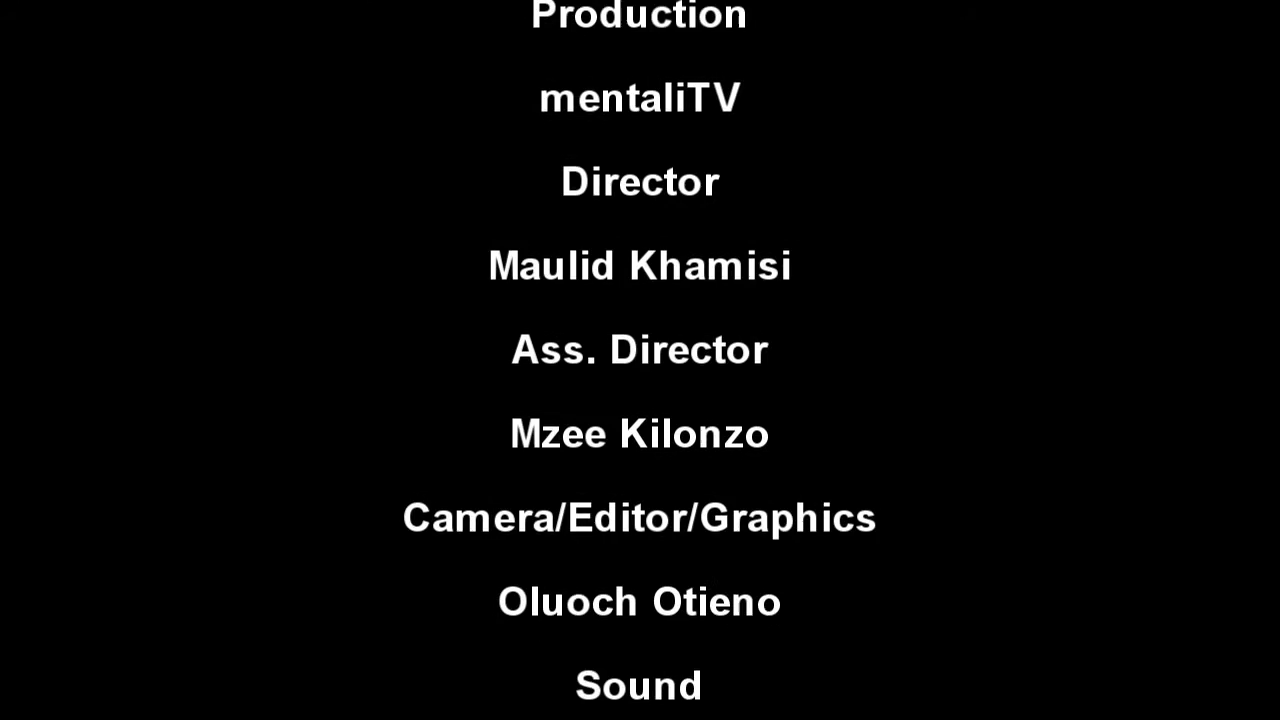 Production
mentaliTV
Director
Maulid Khamisi
Ass. Director
Mzee Kilonzo
Camera/Editor/Graphics
Oluoch Otieno
Sound